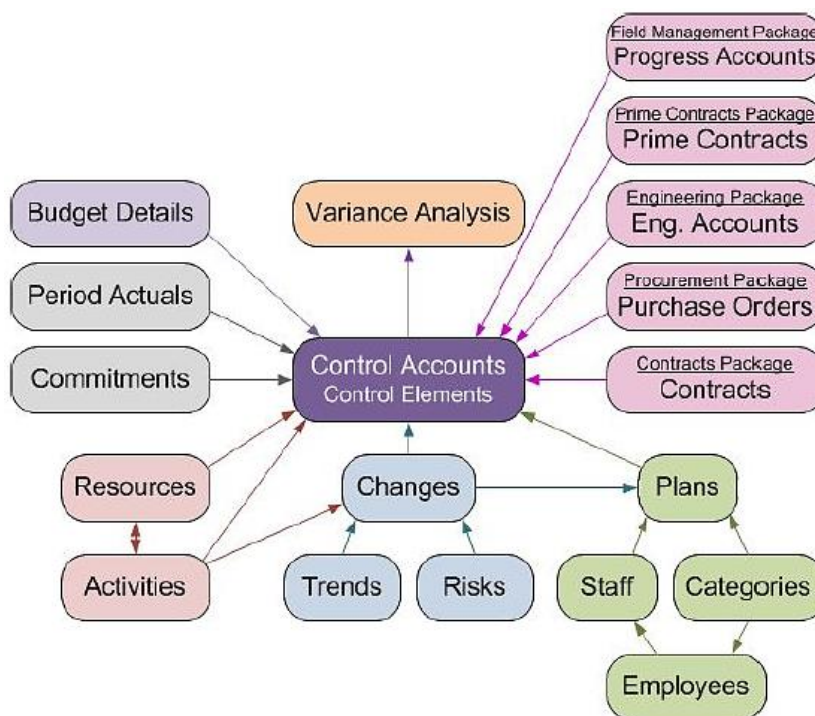 Field Management Package
Progress Accounts
Prime Contracts Package
Prime Contracts
Budget Details
Variance Analysis
Engineering Package
Eng. Accounts
Period Actuals
Procurement Package
Purchase Orders
Control Accounts
Control Elements
Commitments
Contracts Package
Contracts
Resources
Changes
Plans
Activities
Trends
Risks
Staff
Categories
Employees